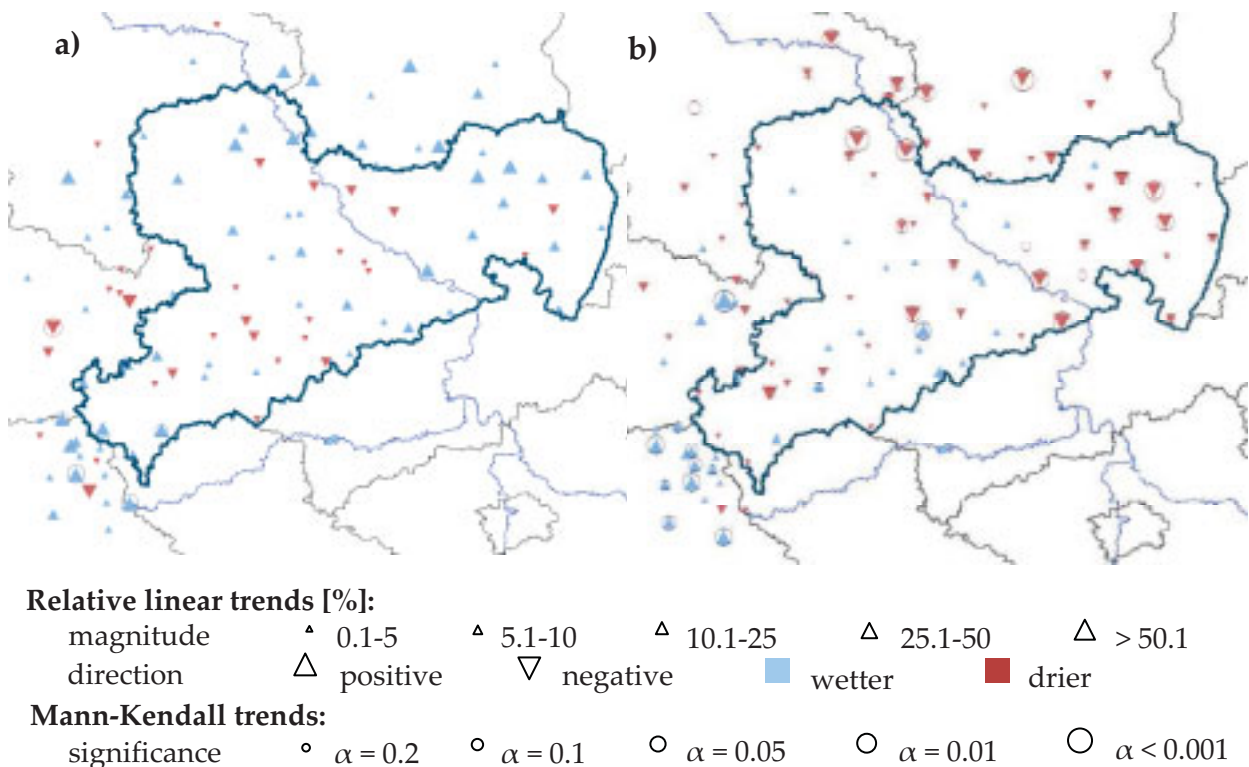 a) b)
Relative linear trends [%]:
magnitude 0.1-5 5.1-10 10.1-25 25.1-50 > 50.1
direction positive negative wetter drier
Mann-Kendall trends:
significance α = 0.2 α = 0.1 α = 0.05 α = 0.01 α < 0.001